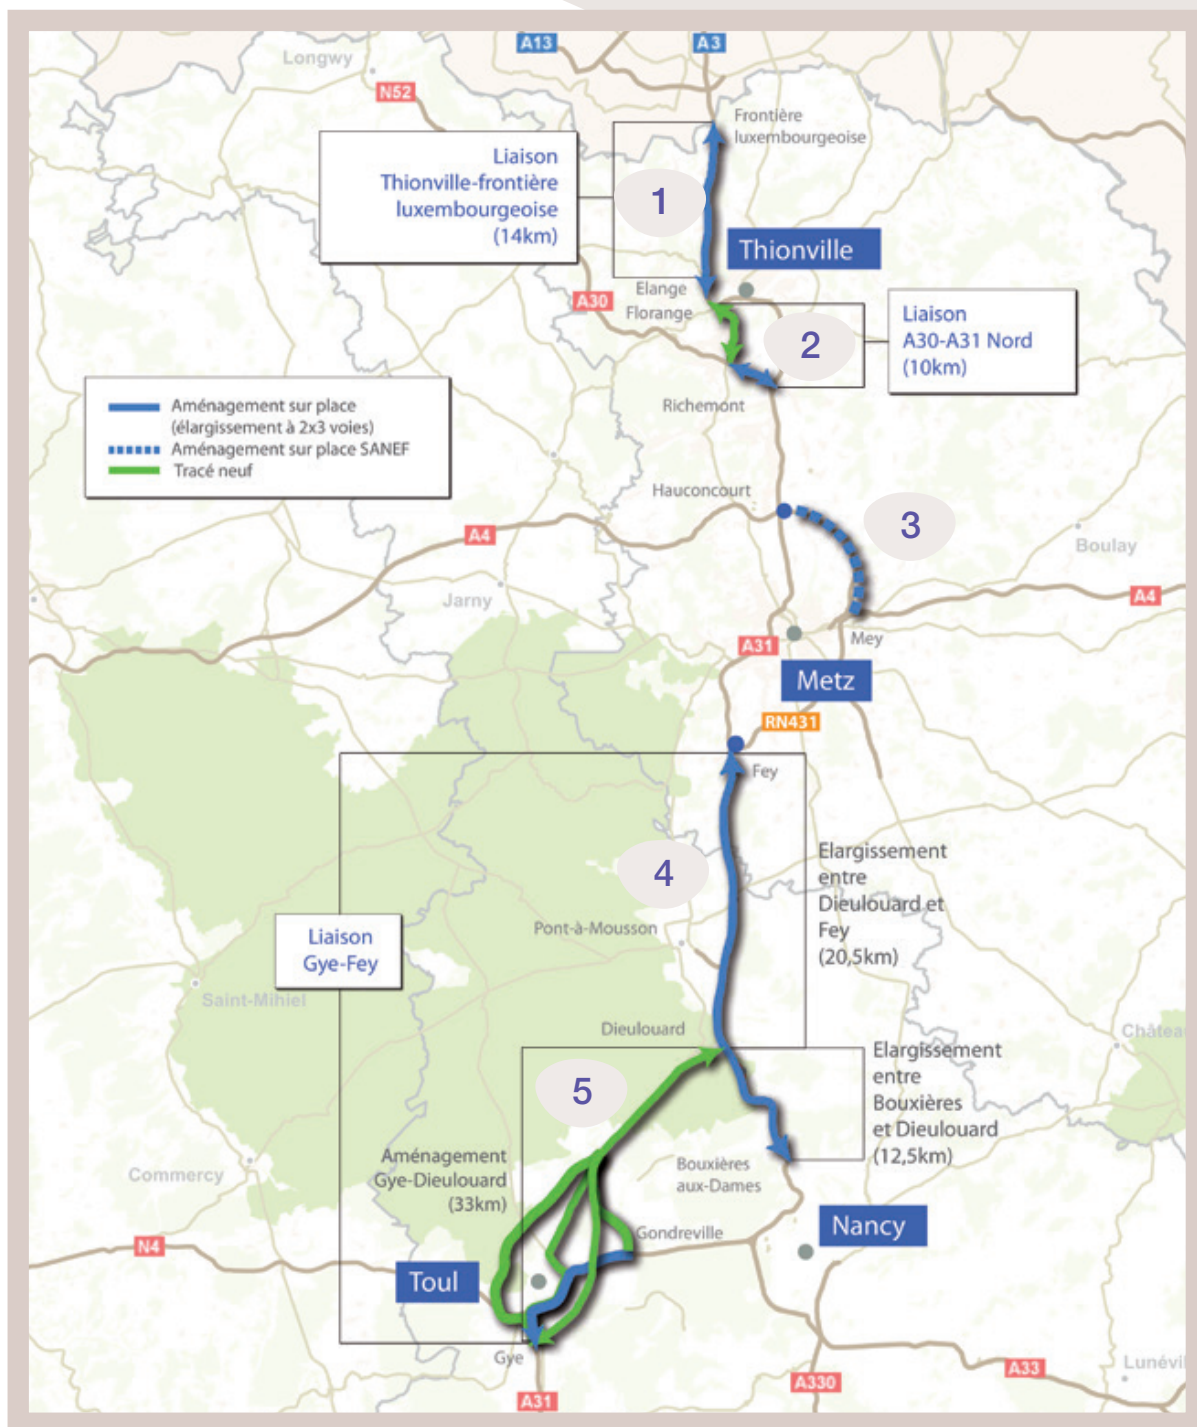 A13
A3
Longwy
N52
Frontière
luxembourgeoise
Liaison
Thionville-frontière
luxembourgeoise
(14km)
1
Thionville
Elange
A30
Florange
2
Liaison
A30-A31 Nord
(10km)
Richemont
Aménagement sur place
(élargissement à 2x3 voies)
Aménagement sur place SANEF
Tracé neuf
Hauconcourt
3
A4
Boulay
Jarny
A4
Mey
A31
Metz
RN431
Fey
4
Elargissement
entre
Dieulouard et
Fey
(20,5km)
Pont-à-Mousson
Liaison
Gye-Fey
Saint-Mihiel
Dieulouard
Châtea
5
Elargissement
entre
Bouxières
et Dieulouard
(12,5km)
Aménagement
Gye-Dieulouard
(33km)
Commercy
Bouxières
aux-Dames
Nancy
Gondreville
N4
Toul
Gye
A31
A330
A33
Lunévil